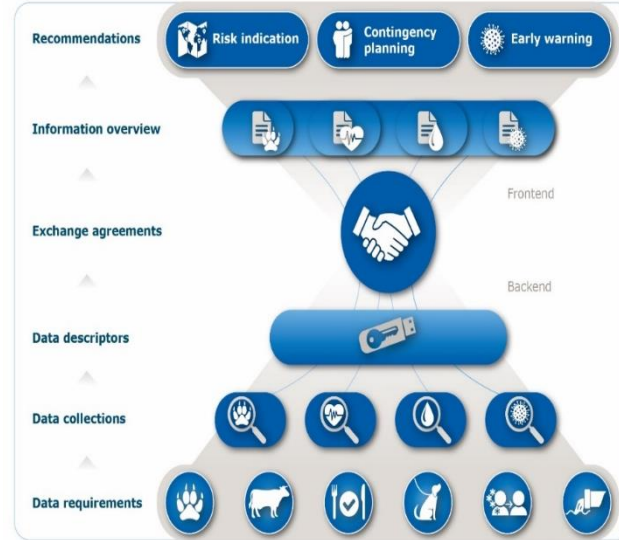 Recommendations
Risk indication
Contingency
planning
Early warning
Information overview
Frontend
Exchange agreements
Backend
Data descriptors
Data collections
Data requirements